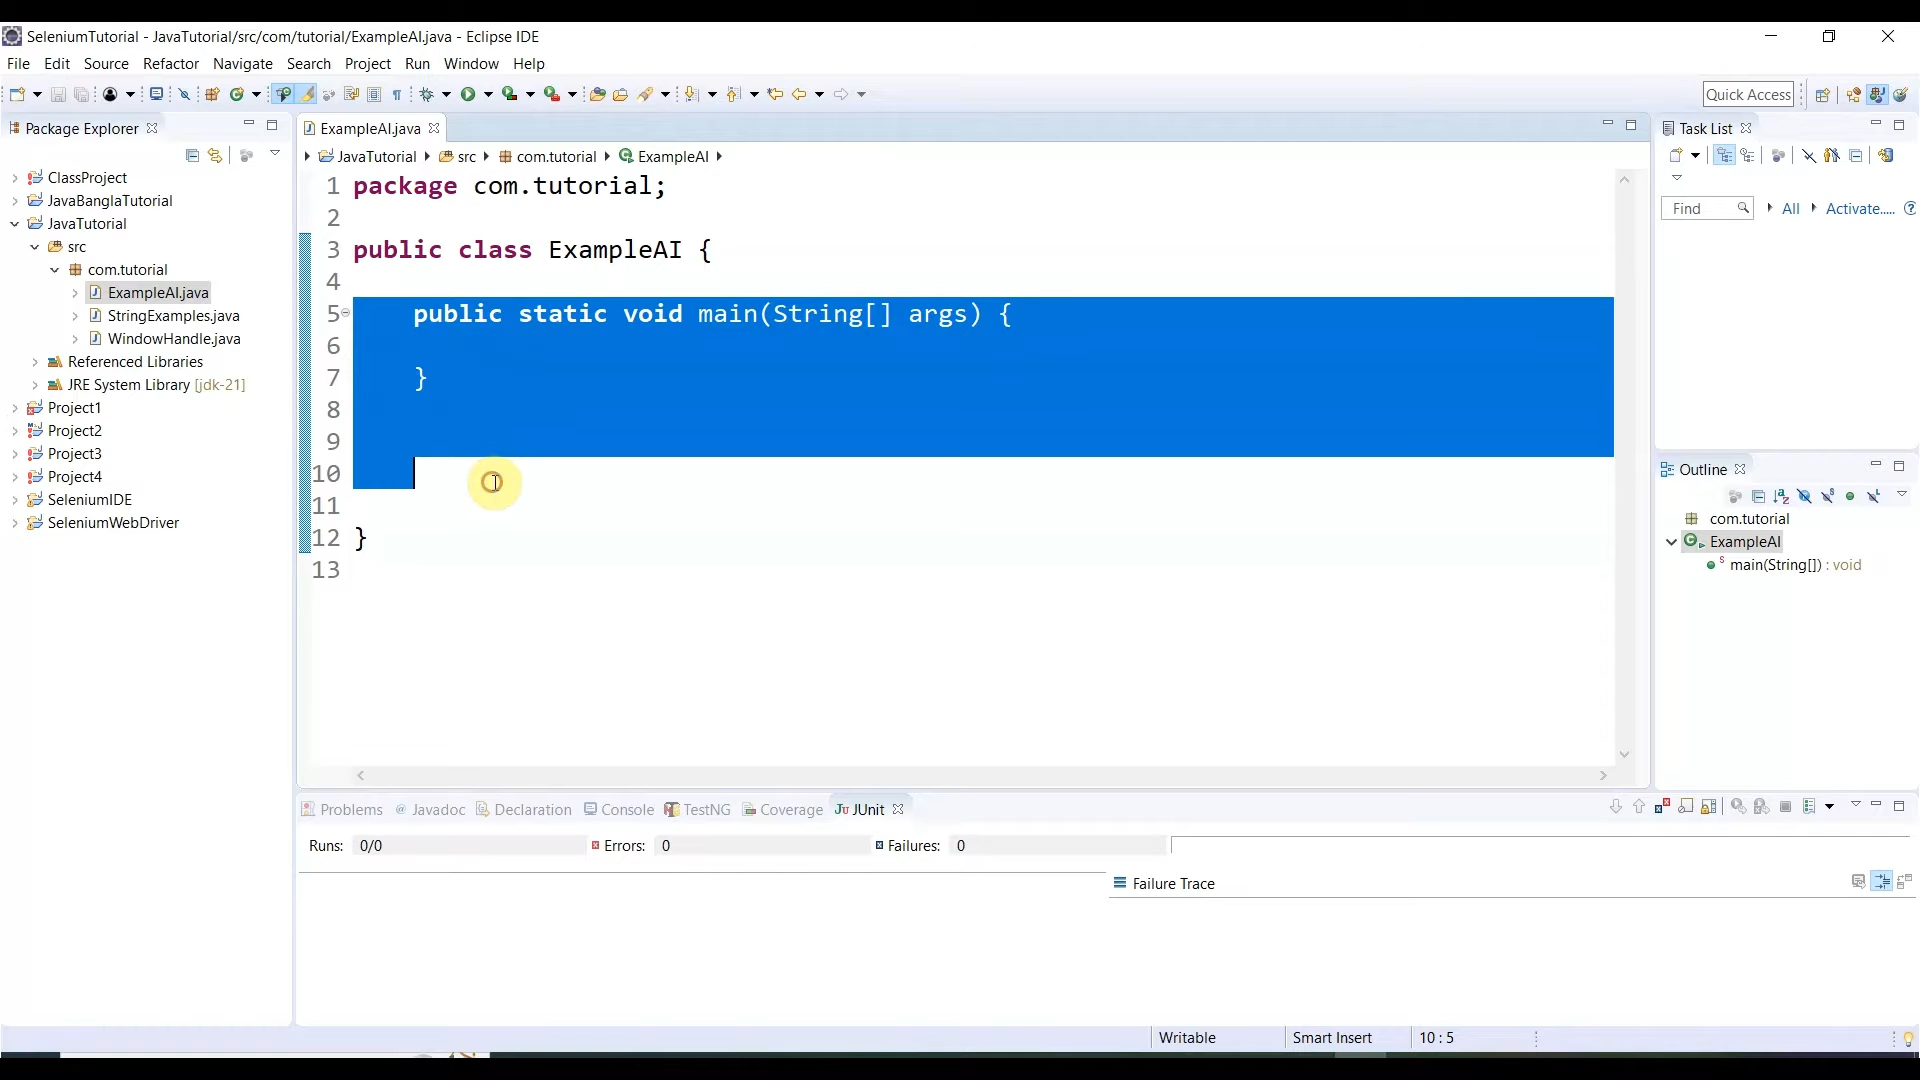 SeleniumTutorial - JavaTutorial/src/com/tutorial/ExampleAI.java - Eclipse IDE
File Edit Source Refactor Navigate Search Project Run Window Help
Quick Access
Package Explorer
ClassProject
JavaBanglaTutorial
JavaTutorial
src
com.tutorial
ExampleAI.java
StringExamples.java
WindowHandle.java
Referenced Libraries
JRE System Library [jdk-21]
Project1
Project2
Project3
Project4
SeleniumIDE
SeleniumWebDriver
ExampleAI.java
JavaTutorial src com.tutorial ExampleAI
1 package com.tutorial;
2
3 public class ExampleAI {
4
5 public static void main(String[] args) {
6
7 }
8
9
10
11
12 }
13
Task List
Find All Activate.... ?
Outline
com.tutorial
ExampleAI
main(String[]) : void
Problems @ Javadoc Declaration Console TestNG Coverage JU JUnit
Runs: 0/0 Errors: 0 Failures: 0
Failure Trace
Writable Smart Insert 10 : 5